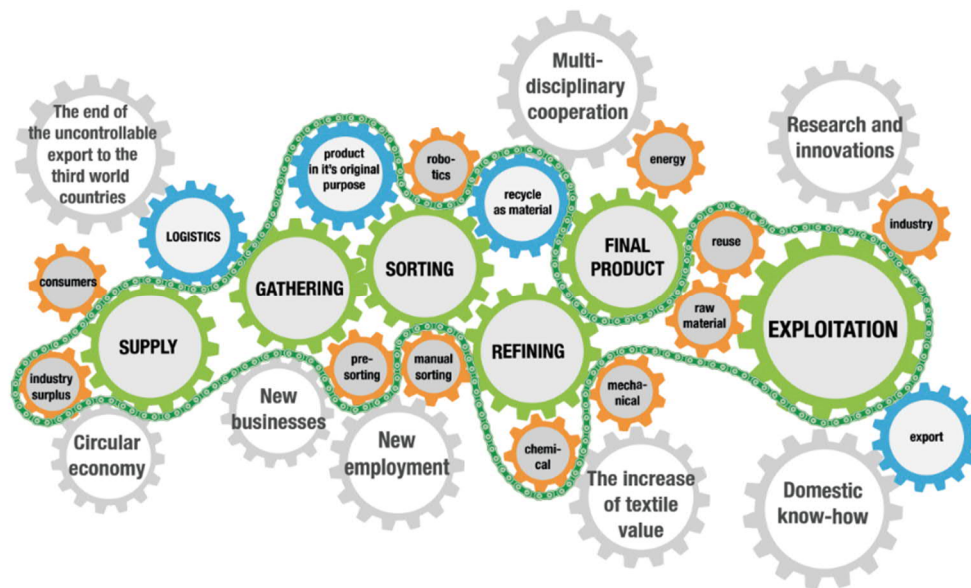 The end of
the uncontrollable
export to the
third world
countries
LOGISTICS
consumers
SUPPLY
industry
surplus
Circular
economy
product
in it's original
purpose
GATHERING
New
businesses
robo-
tics
SORTING
pre-
sorting
manual
sorting
New
employment
recycle
as material
REFINING
chemi-
cal
mecha-
nical
The increase
of textile
value
Multi-
disciplinary
cooperation
energy
FINAL
PRODUCT
reuse
raw
material
Research and
innovations
industry
EXPLOITATION
export
Domestic
know-how